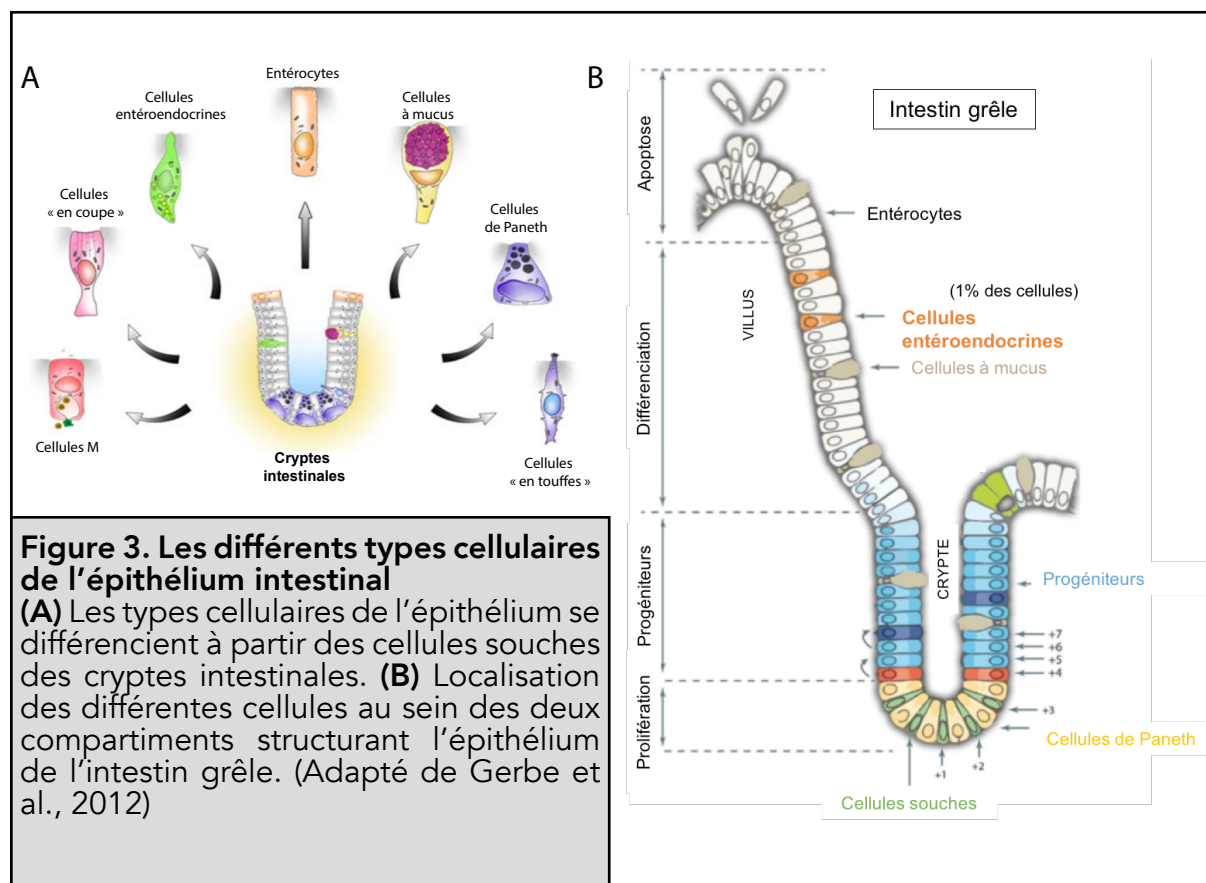 A
Entérocytes
Cellules
entéroendocrines
Cellules
à mucus
Cellules
« en coupe »
Cellules
de Paneth
Cellules M
Cryptes
intestinales
Cellules
« en touffes »
Figure 3. Les différents types cellulaires
de l’épithélium intestinal
(A) Les types cellulaires de l’épithélium se
différencient à partir des cellules souches
des cryptes intestinales. (B) Localisation
des différentes cellules au sein des deux
compartiments structurant l’épithélium
de l’intestin grêle. (Adapté de Gerbe et
al., 2012)
B
Intestin grêle
Apoptose
Différenciation
Progéniteurs
Prolifération
VILLUS
CRYPTE
Entérocytes
(1% des cellules)
Cellules
entéroendocrines
Cellules à mucus
Progéniteurs
+7
+6
+5
+4
+3
Cellules de Paneth
+1
+2
Cellules souches